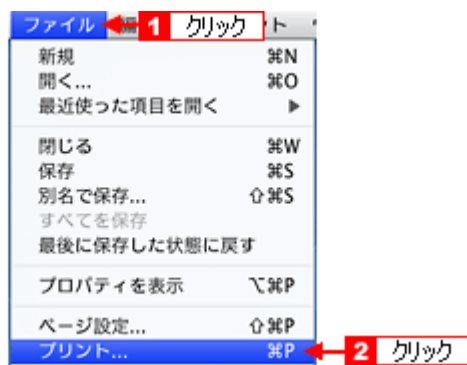 ファイル 1 クリック ト
新規 ⌘N
開く... ⌘O
最近使った項目を開く ▶
閉じる ⌘W
保存 ⌘S
別名で保存... ⇧⌘S
すべてを保存
最後に保存した状態に戻す
プロパティを表示 ⌥⌘P
ページ設定... ⇧⌘P
プリント... ⌘P 2 クリック